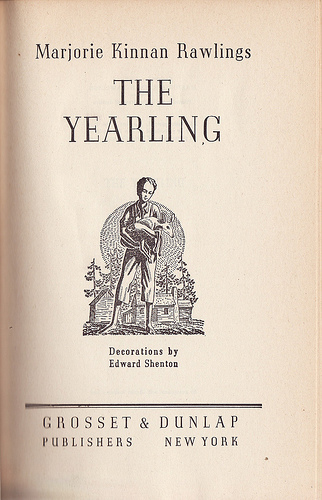 Marjorie Kinnan Rawlings
THE
YEARLING
Decorations by
Edward Shenton
GROSSET & DUNLAP
PUBLISHERS NEW YORK